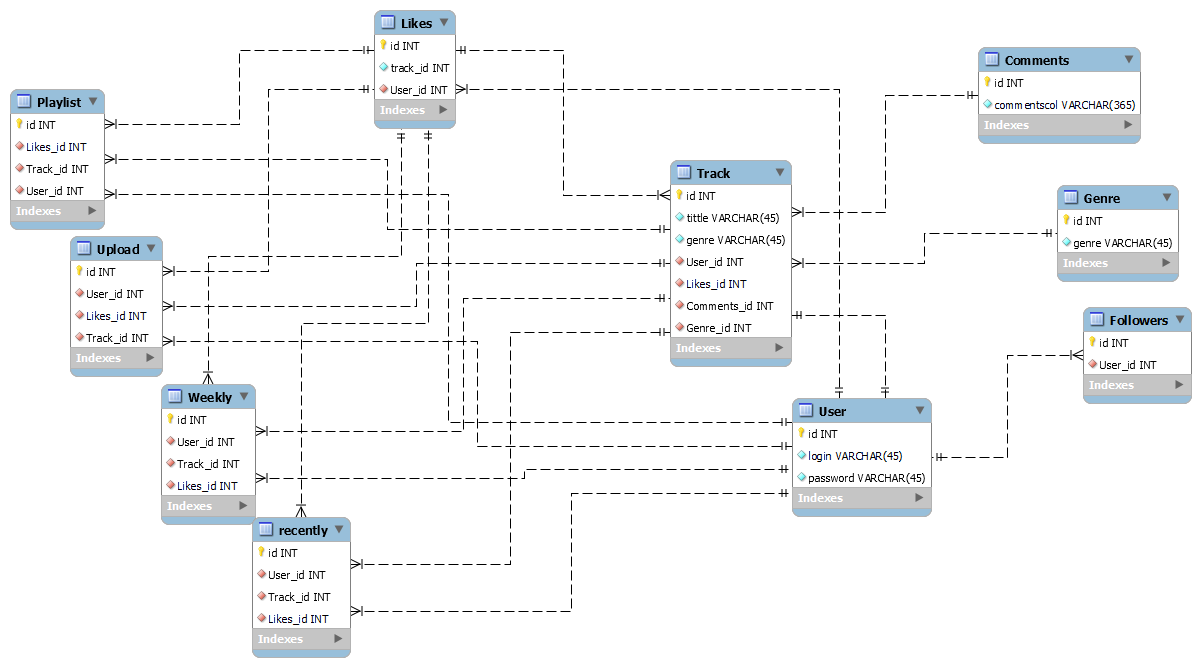 Likes
id INT
track_id INT
User_id INT
Indexes
Comments
id INT
commentscol VARCHAR(365)
Indexes
Playlist
id INT
Likes_id INT
Track_id INT
User_id INT
Indexes
Track
id INT
tittle VARCHAR(45)
genre VARCHAR(45)
User_id INT
Likes_id INT
Comments_id INT
Genre_id INT
Indexes
Genre
id INT
genre VARCHAR(45)
Indexes
Upload
id INT
User_id INT
Likes_id INT
Track_id INT
Indexes
Followers
id INT
User_id INT
Indexes
Weekly
id INT
User_id INT
Track_id INT
Likes_id INT
Indexes
User
id INT
login VARCHAR(45)
password VARCHAR(45)
Indexes
recently
id INT
User_id INT
Track_id INT
Likes_id INT
Indexes